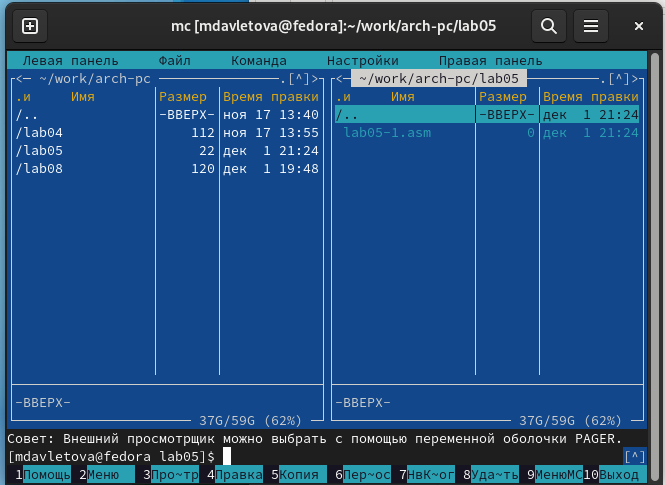 mc [mdavletova@fedora]:~/work/arch-pc/lab05
Левая панель Файл Команда Настройки Правая панель
<— ~/work/arch-pc .[^]> <— ~/work/arch-pc/lab05 .[^]>
.и Имя Размер Время правки .и Имя Размер Время правки
/.. -ВВЕРХ- ноя 17 13:40 /.. -ВВЕРХ- дек 1 21:24
/lab04 112 ноя 17 13:55 lab05-1.asm 0 дек 1 21:24
/lab05 22 дек 1 21:24
/lab08 120 дек 1 19:48
-ВВЕРХ- -ВВЕРХ-
37G/59G (62%) 37G/59G (62%)
Совет: Внешний просмотрщик можно выбрать с помощью переменной оболочки PAGER.
[mdavletova@fedora lab05]$ [^]
1Помощь 2Меню 3Про~тр 4Правка 5Копия 6Пер~ос 7НвК~ог 8Уда~ть 9МенюMC 10Выход